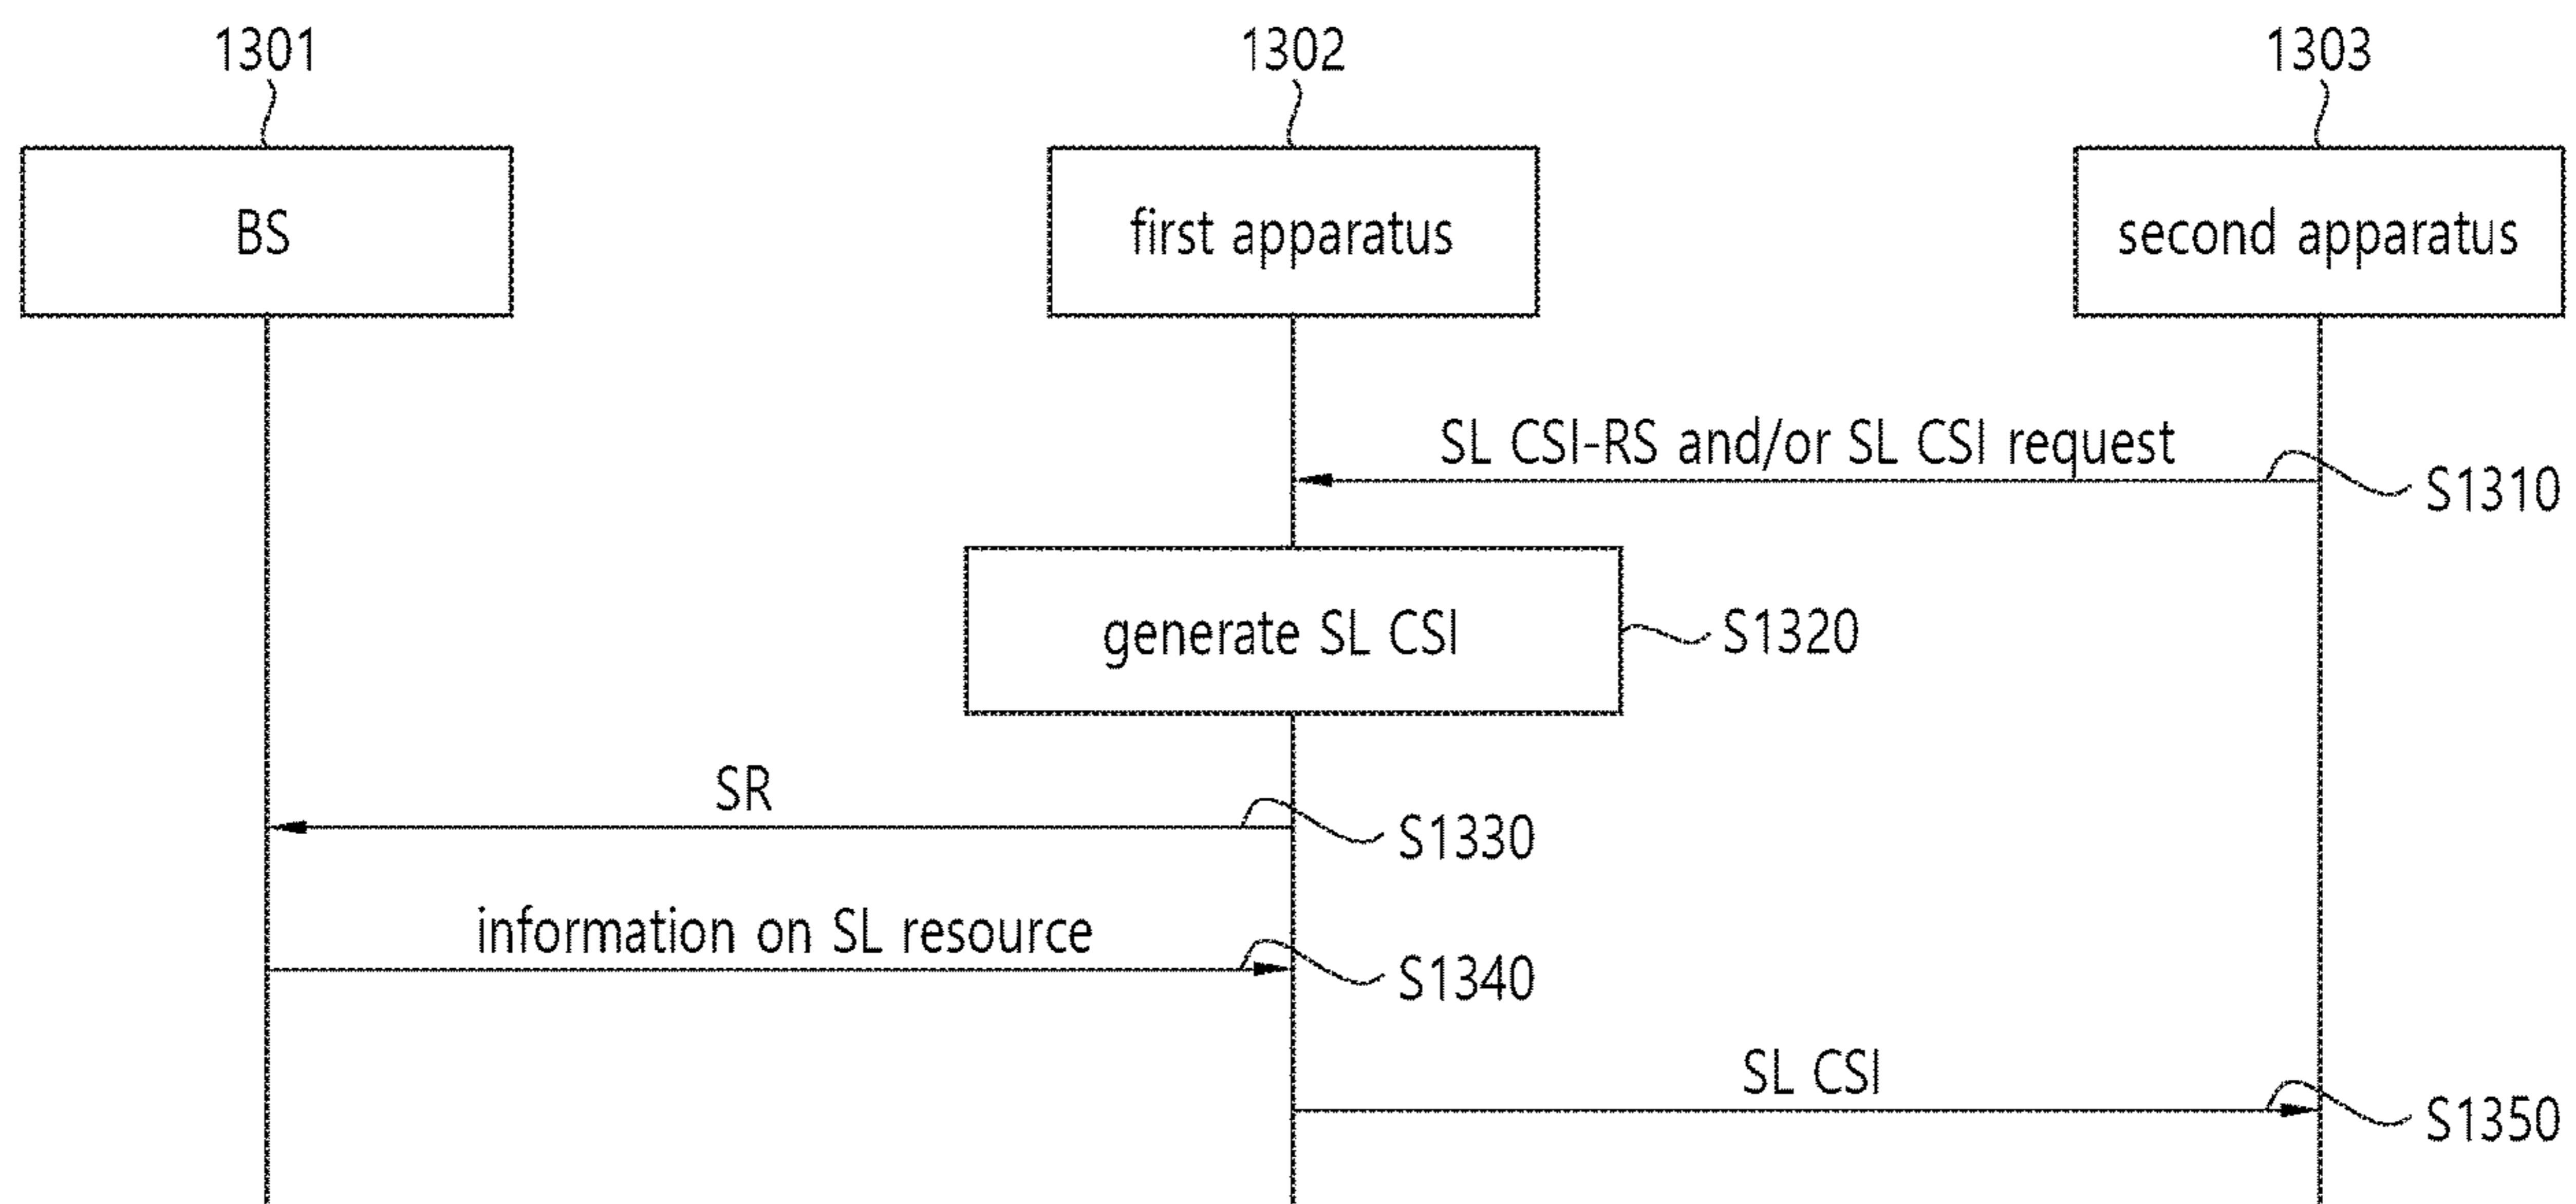 1301
1302
1303
BS
first apparatus
second apparatus
SL CSI-RS and/or SL CSI request
S1310
generate SL CSI
S1320
SR
S1330
information on SL resource
S1340
SL CSI
S1350